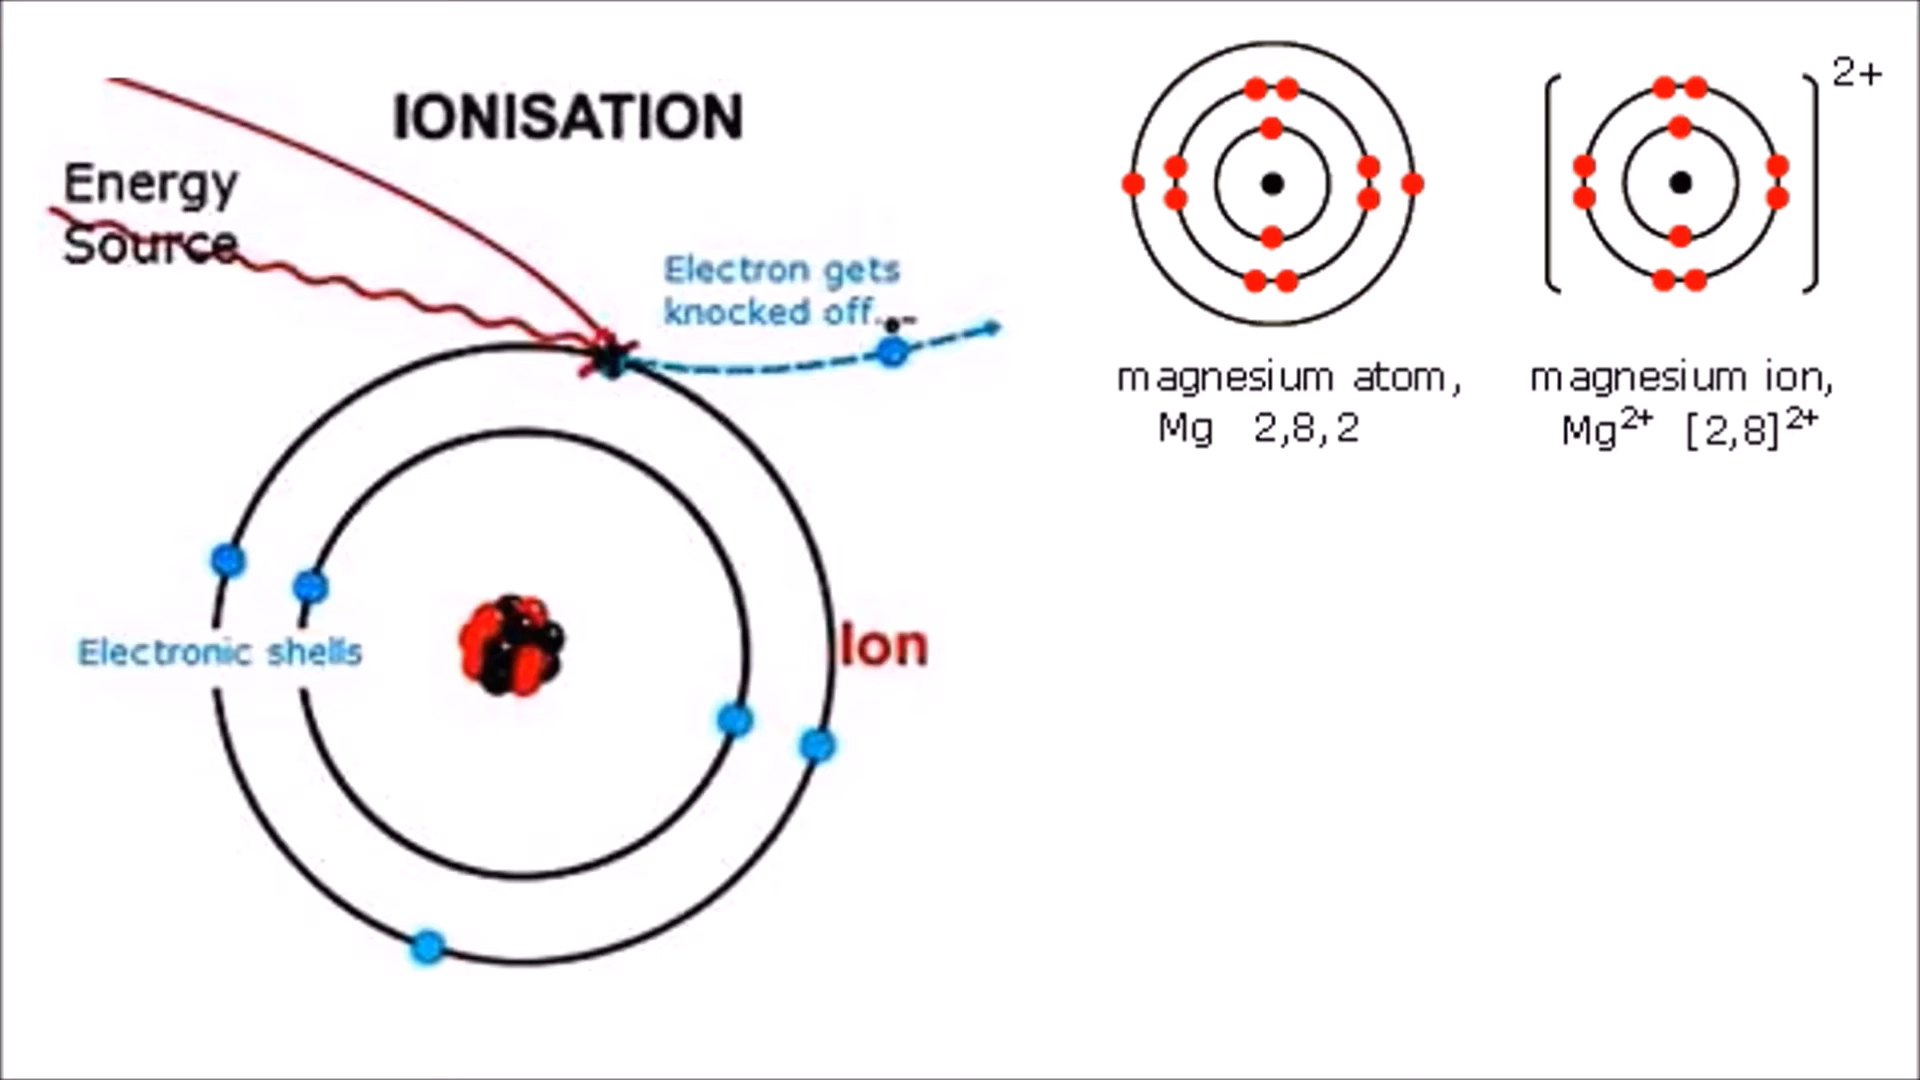 IONISATION
Energy
Source
Electron gets
knocked off...-
Electronic shells
Ion
2+
magnesium atom,
Mg 2,8,2
magnesium ion,
Mg²⁺ [2,8]²⁺